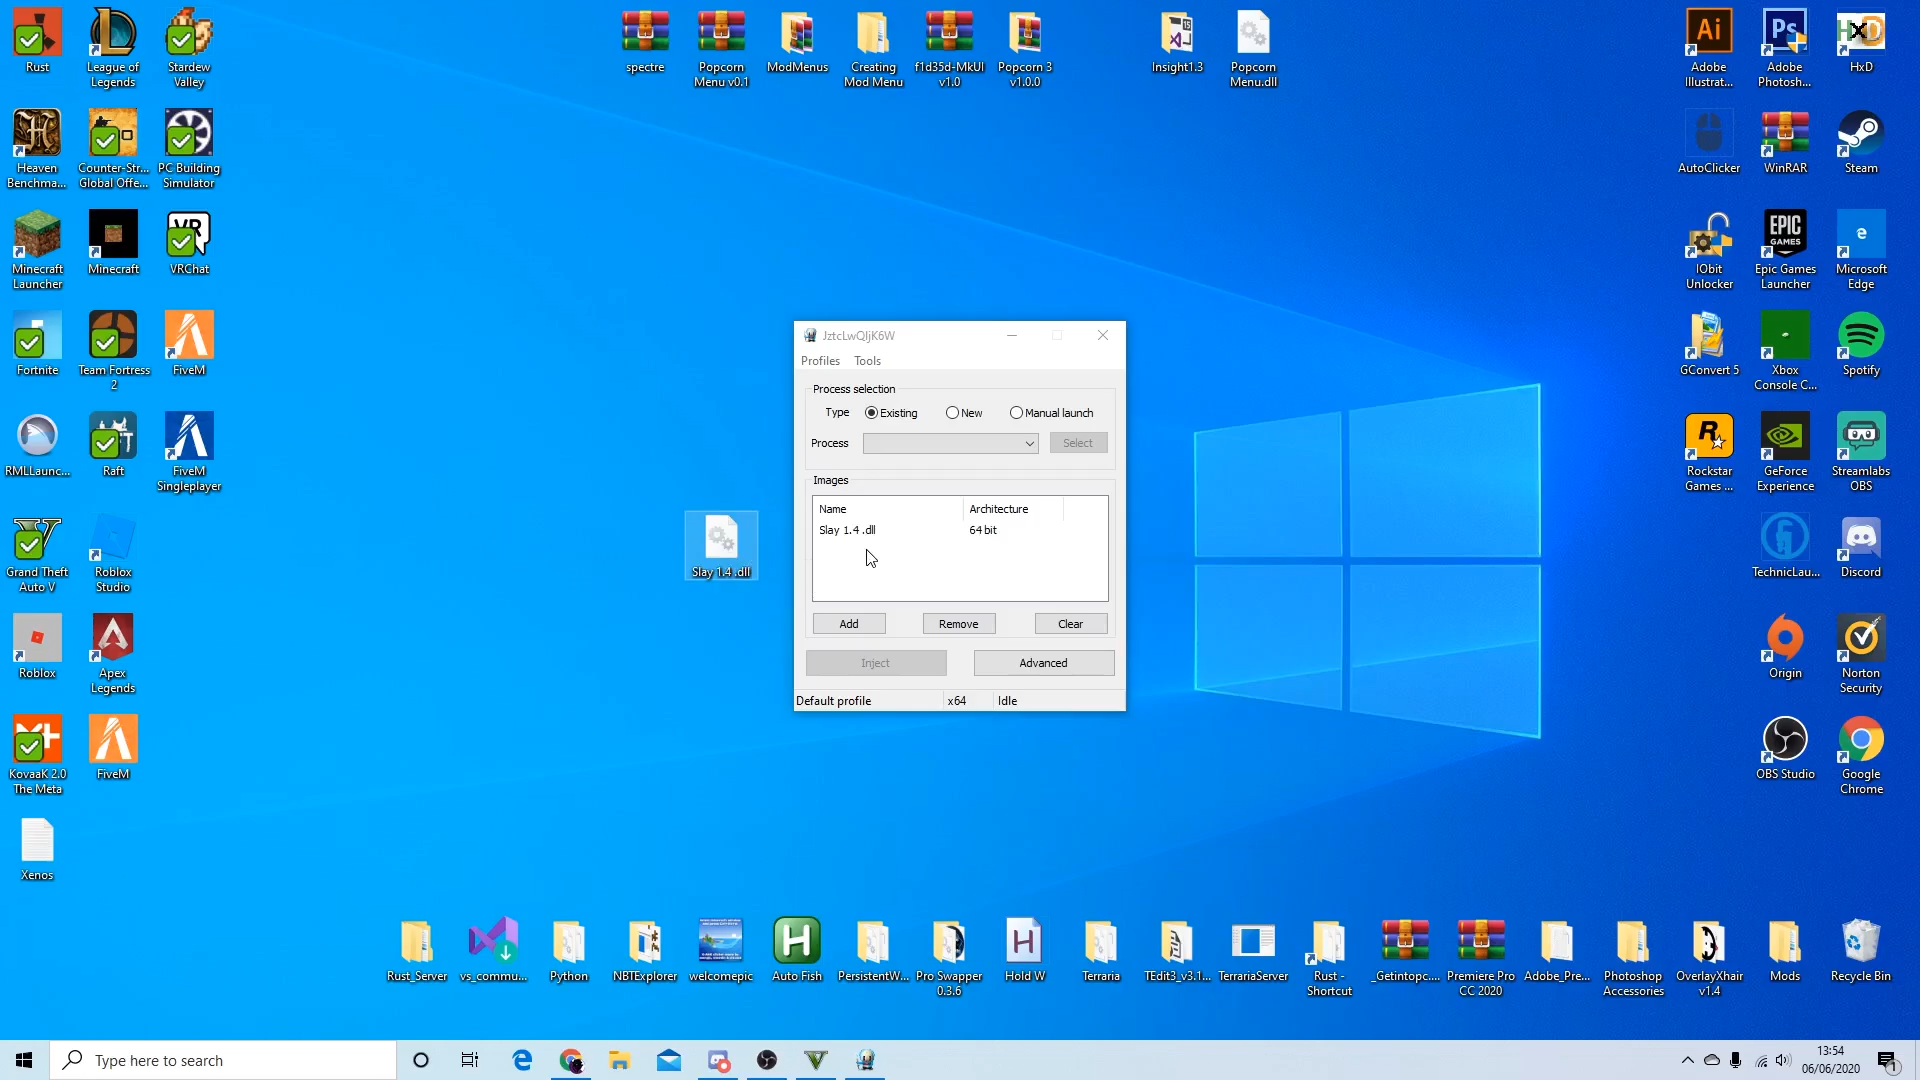 Rust
League of
Legends
Stardew
Valley
spectre
Popcorn
Menu v0.1
ModMenus
Creating
Mod Menu
f1d35d-MkUI
v1.0
Popcorn 3
v1.0.0
Insight1.3
Popcorn
Menu.dll
Adobe
Illustrat...
Adobe
Photosh...
HxD
Heaven
Benchma...
Counter-Str...
Global Offe...
PC Building
Simulator
AutoClicker
WinRAR
Steam
Minecraft
Launcher
Minecraft
VRChat
IObit
Unlocker
Epic Games
Launcher
Microsoft
Edge
Fortnite
Team Fortress
2
FiveM
GConvert 5
Xbox
Console C...
Spotify
RMLLaunc...
Raft
FiveM
Singleplayer
Rockstar
Games ...
GeForce
Experience
Streamlabs
OBS
Grand Theft
Auto V
Roblox
Studio
TechnicLau...
Discord
Roblox
Apex
Legends
Origin
Norton
Security
KovaaK 2.0
The Meta
FiveM
OBS Studio
Google
Chrome
Xenos
Slay 1.4 .dll
JztcLwQIjK6W
Profiles Tools
Process selection
Type Existing New Manual launch
Process Select
Images
Name Architecture
Slay 1.4 .dll 64 bit
Add Remove Clear
Inject Advanced
Default profile x64 Idle
Rust_Server
vs_commu...
Python
NBTExplorer
welcomepic
Auto Fish
PersistentW...
Pro Swapper
0.3.6
Hold W
Terraria
TEdit3_v3.1...
TerrariaServer
Rust -
Shortcut
_Getintopc....
Premiere Pro
CC 2020
Adobe_Pre...
Photoshop
Accessories
OverlayXhair
v1.4
Mods
Recycle Bin
Type here to search
13:54
06/06/2020